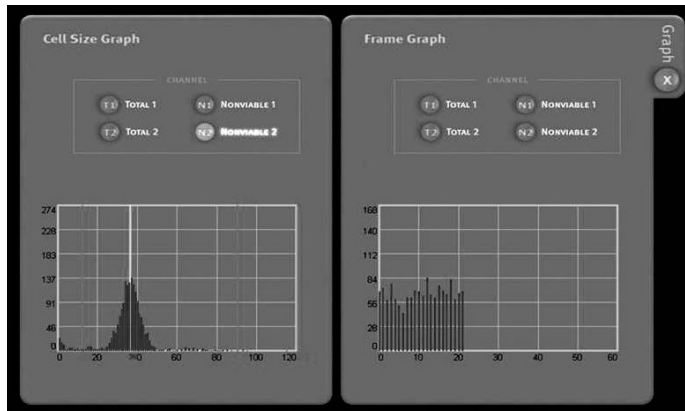 Cell Size Graph
CHANNEL
T1 TOTAL 1
N1 NONVIABLE 1
T2 TOTAL 2
N2 NONVIABLE 2
274
228
183
137
91
46
0
0 20 40 60 80 100 120
Frame Graph
CHANNEL
T1 TOTAL 1
N1 NONVIABLE 1
T2 TOTAL 2
N2 NONVIABLE 2
168
140
112
84
56
28
0
0 10 20 30 40 50 60
Graph
X